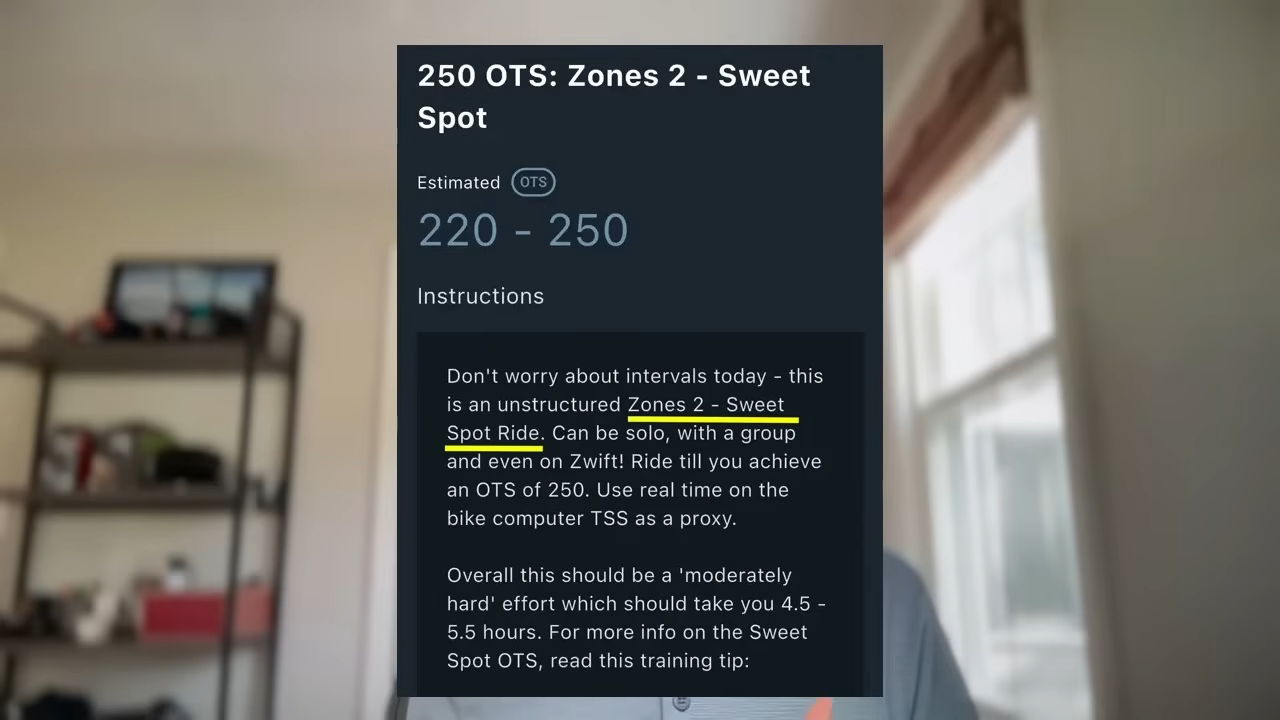 250 OTS: Zones 2 - Sweet
Spot
Estimated OTS
220 - 250
Instructions
Don't worry about intervals today - this
is an unstructured Zones 2 - Sweet
Spot Ride. Can be solo, with a group
and even on Zwift! Ride till you achieve
an OTS of 250. Use real time on the
bike computer TSS as a proxy.
Overall this should be a 'moderately
hard' effort which should take you 4.5 -
5.5 hours. For more info on the Sweet
Spot OTS, read this training tip: